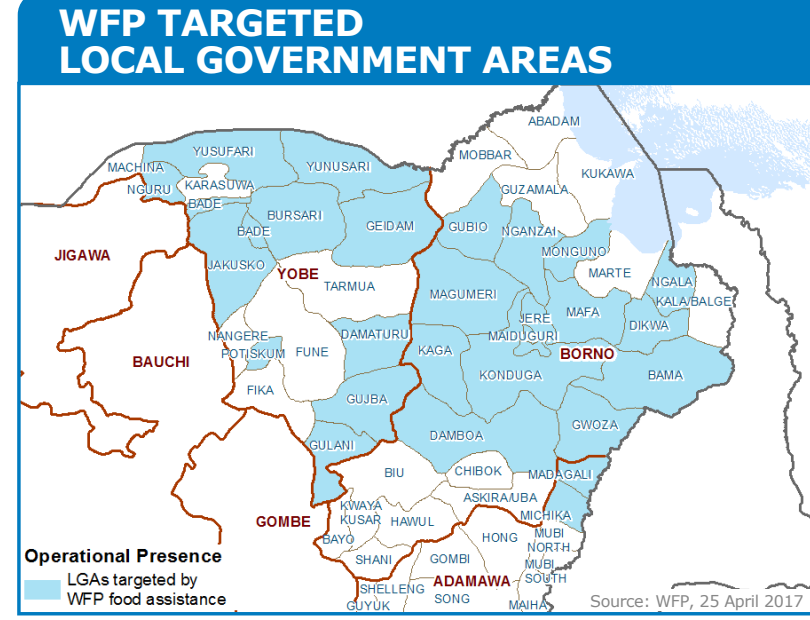 WFP TARGETED
LOCAL GOVERNMENT AREAS
ABADAM
YUSUFARI
MOBBAR
MACHINA
YUNUSARI
KUKAWA
NGURU
KARASUWA
GUZAMALA
BADE
BURSARI
GEIDAM
GUBIO
NGANZAI
BADE
MONGUNO
JIGAWA
JAKUSKO
YOBE
MARTE
NGALA
TARMUA
MAGUMERI
KALA/BALGE
JERE
MAFA
DIKWA
NANGERE
DAMATURU
MAIDUGURI
POTISKUM
FUNE
KAGA
BORNO
BAUCHI
KONDUGA
BAMA
FIKA
GUJBA
GWOZA
GULANI
DAMBOA
BIU
CHIBOK
MADAGALI
ASKIRA/UBA
KWAYA
KUSAR
HAWUL
MICHIKA
GOMBE
BAYO
HONG
MUBI
NORTH
SHANI
GOMBI
MUBI
SOUTH
SHELLENG
ADAMAWA
SONG
GUYUK
MAIHA
Operational Presence
LGAs targeted by
WFP food assistance
Source: WFP, 25 April 2017